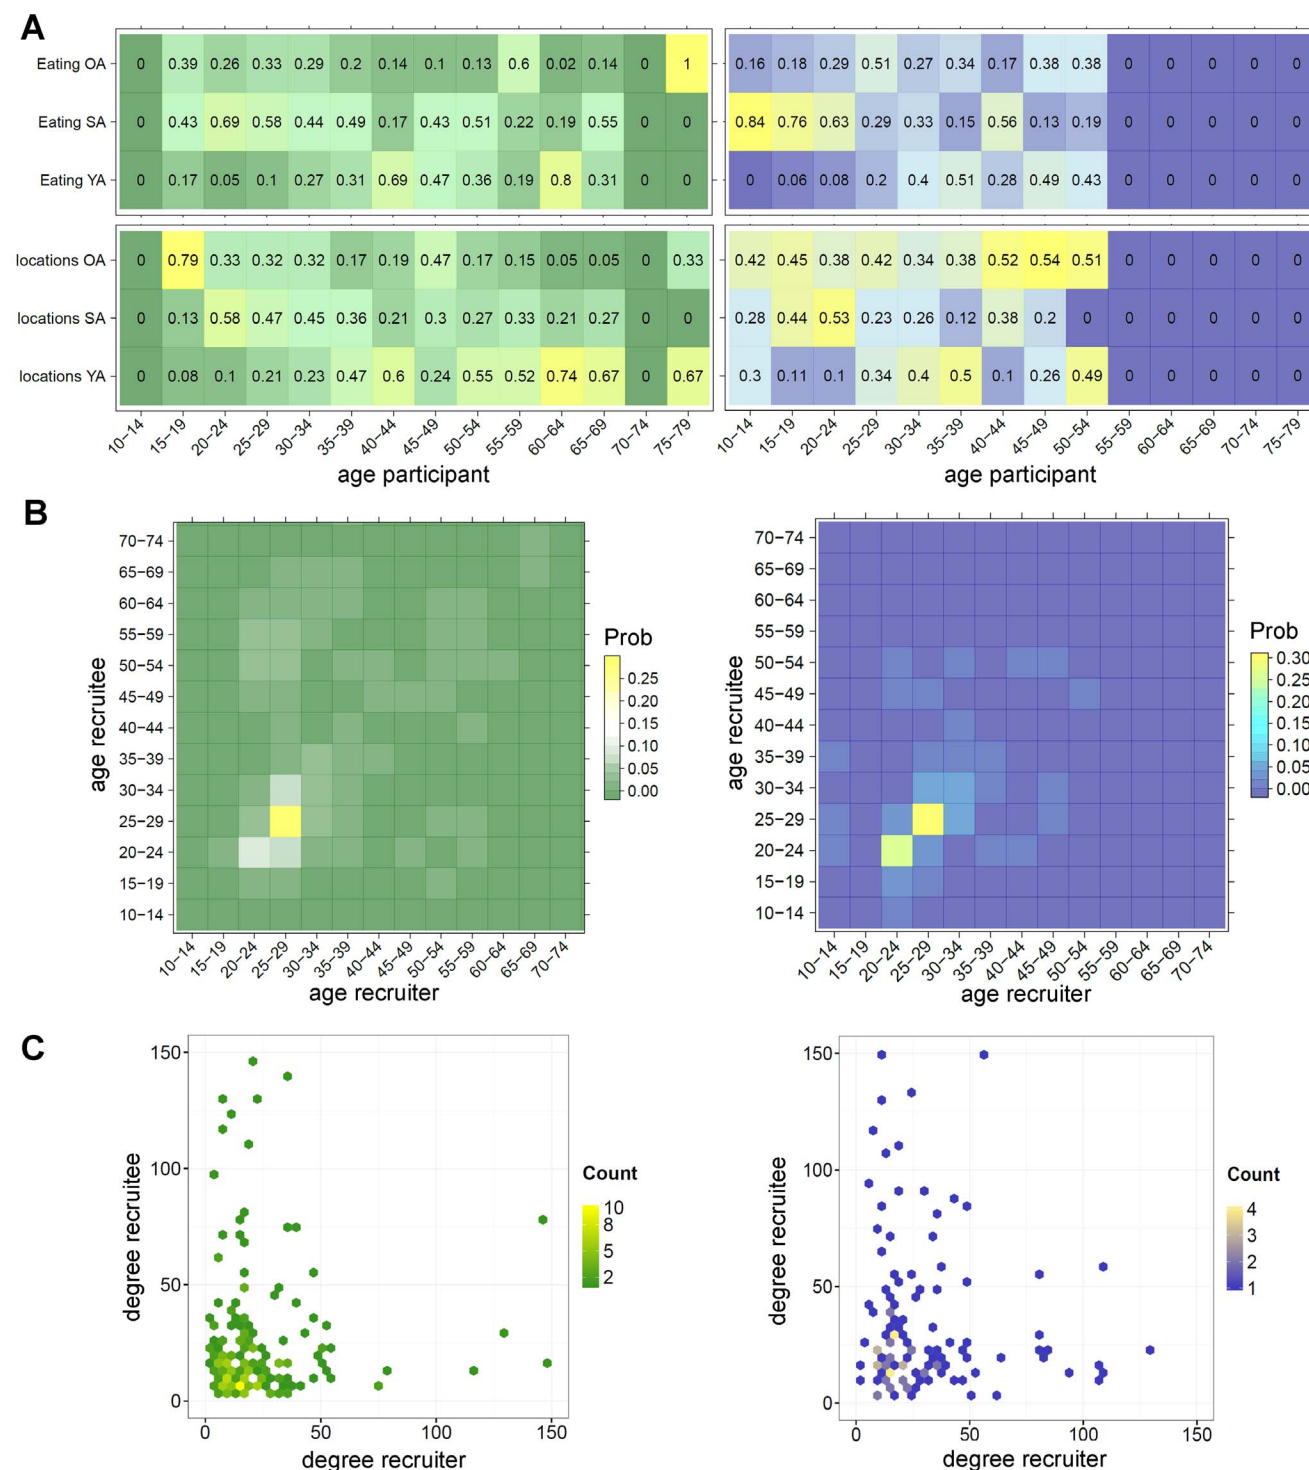 A
Eating OA 0 0.39 0.26 0.33 0.29 0.2 0.14 0.1 0.13 0.6 0.02 0.14 0 1
Eating SA 0 0.43 0.69 0.58 0.44 0.49 0.17 0.43 0.51 0.22 0.19 0.55 0 0
Eating YA 0 0.17 0.05 0.1 0.27 0.31 0.69 0.47 0.36 0.19 0.8 0.31 0 0
locations OA 0 0.79 0.33 0.32 0.32 0.17 0.19 0.47 0.17 0.15 0.05 0.05 0 0.33
locations SA 0 0.13 0.58 0.47 0.45 0.36 0.21 0.3 0.27 0.33 0.21 0.27 0 0
locations YA 0 0.08 0.1 0.21 0.23 0.47 0.6 0.24 0.55 0.52 0.74 0.67 0 0.67
10−14 15−19 20−24 25−29 30−34 35−39 40−44 45−49 50−54 55−59 60−64 65−69 70−74 75−79
age participant
0.16 0.18 0.29 0.51 0.27 0.34 0.17 0.38 0.38 0 0 0 0 0
0.84 0.76 0.63 0.29 0.33 0.15 0.56 0.13 0.19 0 0 0 0 0
0 0.06 0.08 0.2 0.4 0.51 0.28 0.49 0.43 0 0 0 0 0
0.42 0.45 0.38 0.42 0.34 0.38 0.52 0.54 0.51 0 0 0 0 0
0.28 0.44 0.53 0.23 0.26 0.12 0.38 0.2 0 0 0 0 0 0
0.3 0.11 0.1 0.34 0.4 0.5 0.1 0.26 0.49 0 0 0 0 0
10−14 15−19 20−24 25−29 30−34 35−39 40−44 45−49 50−54 55−59 60−64 65−69 70−74 75−79
age participant
B
age recruitee
70−74
65−69
60−64
55−59
50−54
45−49
40−44
35−39
30−34
25−29
20−24
15−19
10−14
10−14 15−19 20−24 25−29 30−34 35−39 40−44 45−49 50−54 55−59 60−64 65−69 70−74
age recruiter
Prob
0.25
0.20
0.15
0.10
0.05
0.00
age recruitee
70−74
65−69
60−64
55−59
50−54
45−49
40−44
35−39
30−34
25−29
20−24
15−19
10−14
10−14 15−19 20−24 25−29 30−34 35−39 40−44 45−49 50−54 55−59 60−64 65−69 70−74
age recruiter
Prob
0.30
0.25
0.20
0.15
0.10
0.05
0.00
C
degree recruitee
150
100
50
0
0 50 100 150
degree recruiter
Count
10
8
5
2
degree recruitee
150
100
50
0
0 50 100 150
degree recruiter
Count
4
3
2
1